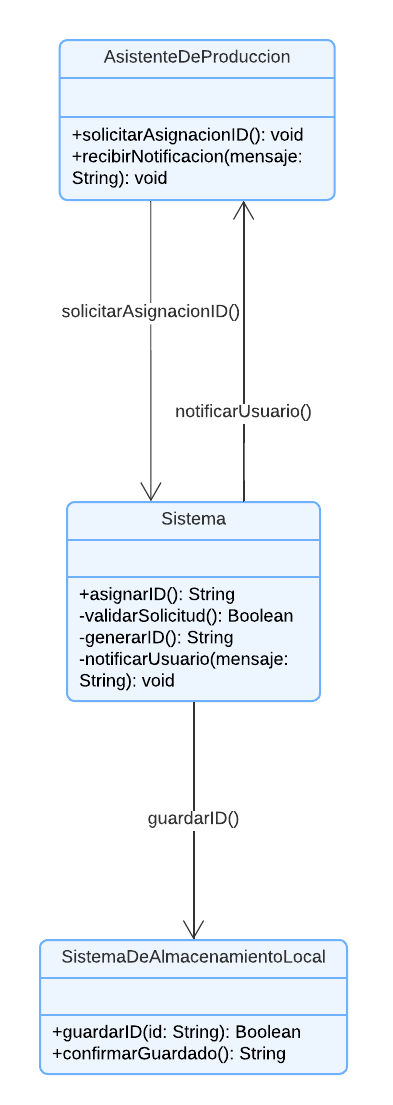 AsistenteDeProduccion
+solicitarAsignacionID(): void
+recibirNotificacion(mensaje:
String): void
solicitarAsignacionID()
notificarUsuario()
Sistema
+asignarID(): String
-validarSolicitud(): Boolean
-generarID(): String
-notificarUsuario(mensaje:
String): void
guardarID()
SistemaDeAlmacenamientoLocal
+guardarID(id: String): Boolean
+confirmarGuardado(): String